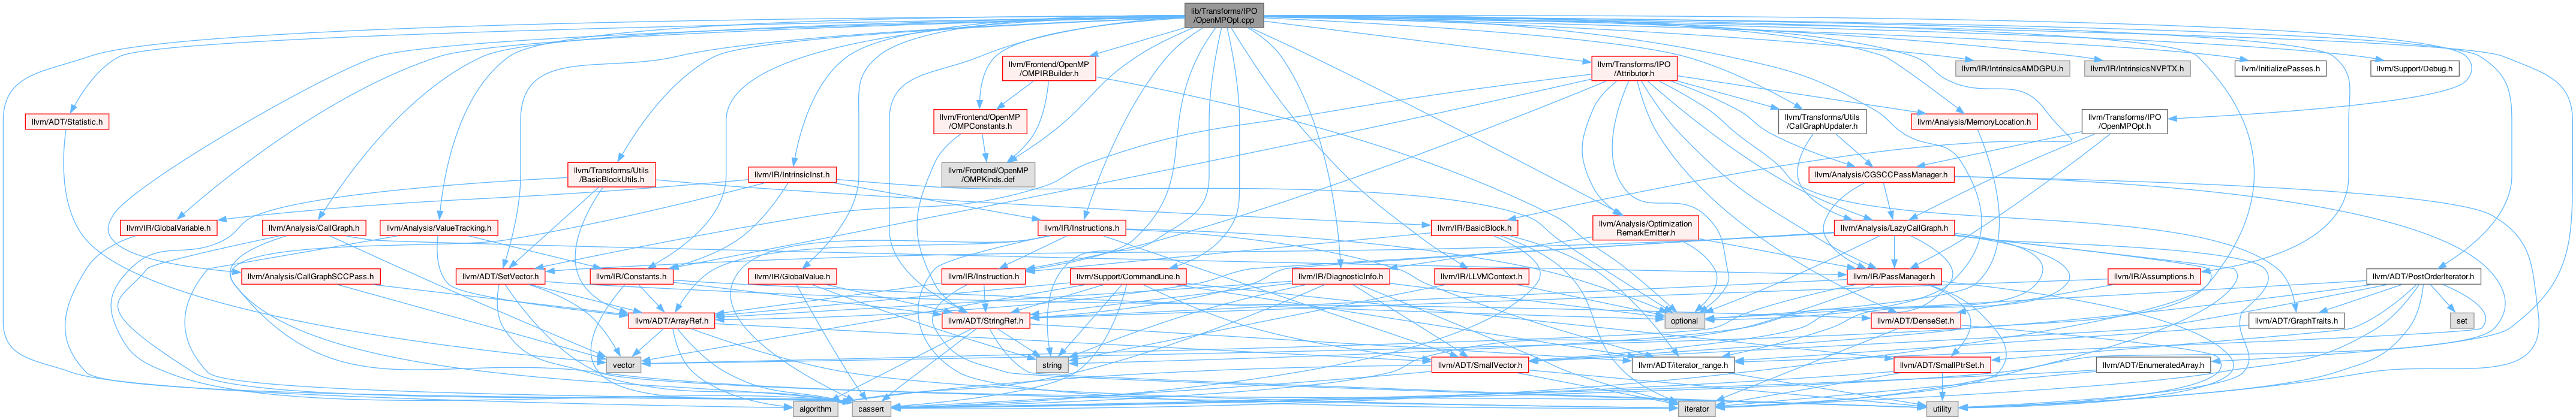 lib/Transforms/IPO
/OpenMPOpt.cpp
llvm/Frontend/OpenMP
/OMPIRBuilder.h
llvm/Transforms/IPO
/Attributor.h
llvm/IR/IntrinsicsAMDGPU.h
llvm/IR/IntrinsicsNVPTX.h
llvm/InitializePasses.h
llvm/Support/Debug.h
llvm/ADT/Statistic.h
llvm/Frontend/OpenMP
/OMPConstants.h
llvm/Transforms/Utils
/CallGraphUpdater.h
llvm/Analysis/MemoryLocation.h
llvm/Transforms/IPO
/OpenMPOpt.h
llvm/Transforms/Utils
/BasicBlockUtils.h
llvm/IR/IntrinsicInst.h
llvm/Frontend/OpenMP
/OMPKinds.def
llvm/Analysis/CGSCCPassManager.h
llvm/IR/GlobalVariable.h
llvm/Analysis/CallGraph.h
llvm/Analysis/ValueTracking.h
llvm/IR/Instructions.h
llvm/IR/BasicBlock.h
llvm/Analysis/Optimization
RemarkEmitter.h
llvm/Analysis/LazyCallGraph.h
llvm/Analysis/CallGraphSCCPass.h
llvm/ADT/SetVector.h
llvm/IR/Constants.h
llvm/IR/GlobalValue.h
llvm/IR/Instruction.h
llvm/Support/CommandLine.h
llvm/IR/DiagnosticInfo.h
llvm/IR/LLVMContext.h
llvm/IR/PassManager.h
llvm/IR/Assumptions.h
llvm/ADT/PostOrderIterator.h
llvm/ADT/ArrayRef.h
llvm/ADT/StringRef.h
optional
llvm/ADT/DenseSet.h
llvm/ADT/GraphTraits.h
set
vector
string
llvm/ADT/SmallVector.h
llvm/ADT/iterator_range.h
llvm/ADT/SmallPtrSet.h
llvm/ADT/EnumeratedArray.h
algorithm
cassert
iterator
utility